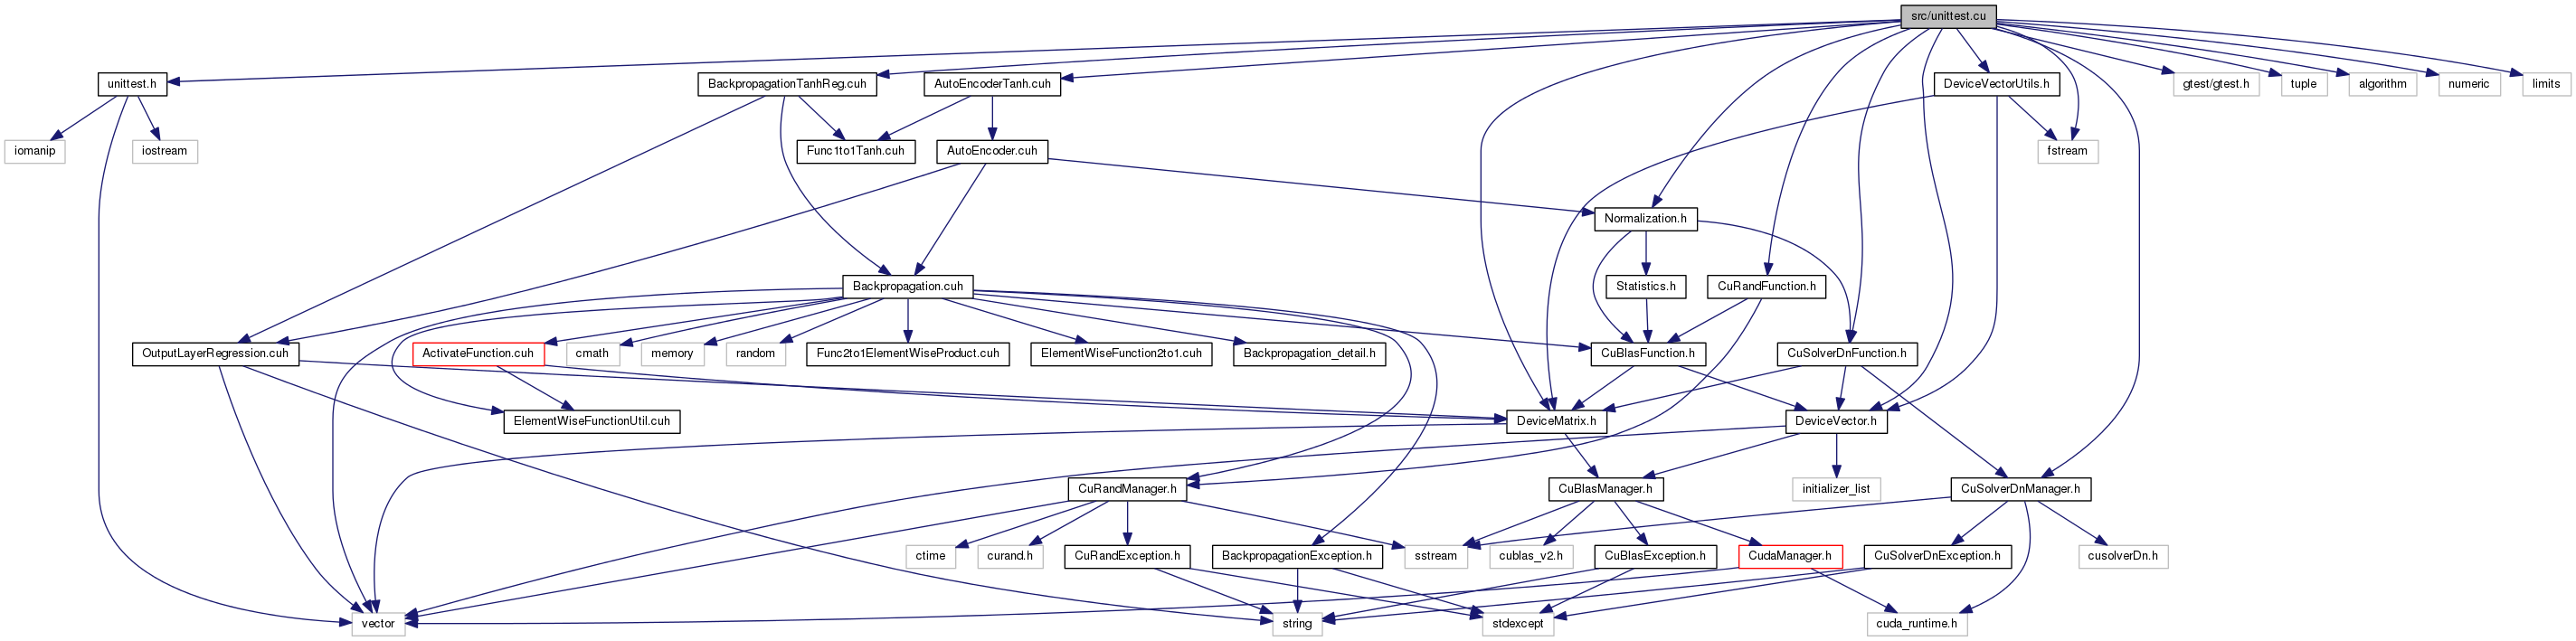 src/unittest.cu
unittest.h
BackpropagationTanhReg.cuh
AutoEncoderTanh.cuh
DeviceVectorUtils.h
gtest/gtest.h
tuple
algorithm
numeric
limits
iomanip
iostream
Func1to1Tanh.cuh
AutoEncoder.cuh
fstream
Normalization.h
Backpropagation.cuh
Statistics.h
CuRandFunction.h
OutputLayerRegression.cuh
ActivateFunction.cuh
cmath
memory
random
Func2to1ElementWiseProduct.cuh
ElementWiseFunction2to1.cuh
Backpropagation_detail.h
CuBlasFunction.h
CuSolverDnFunction.h
ElementWiseFunctionUtil.cuh
DeviceMatrix.h
DeviceVector.h
CuRandManager.h
CuBlasManager.h
initializer_list
CuSolverDnManager.h
ctime
curand.h
CuRandException.h
BackpropagationException.h
sstream
cublas_v2.h
CuBlasException.h
CudaManager.h
CuSolverDnException.h
cusolverDn.h
vector
string
stdexcept
cuda_runtime.h